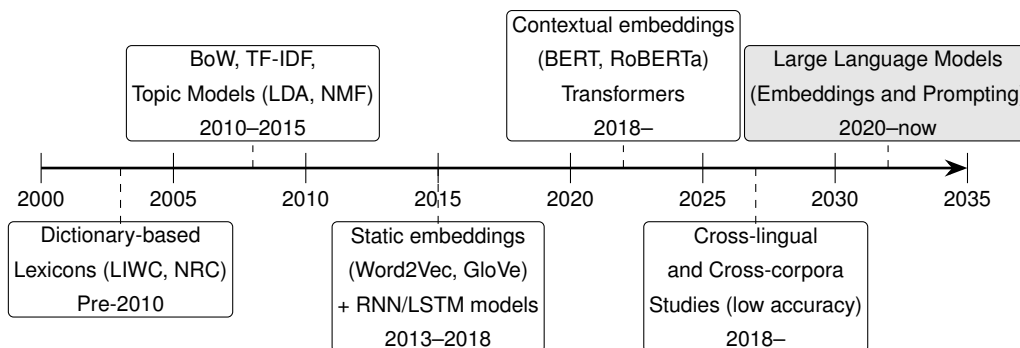 BoW, TF-IDF,
Topic Models (LDA, NMF)
2010–2015
Contextual embeddings
(BERT, RoBERTa)
Transformers
2018–
Large Language Models
(Embeddings and Prompting
2020–now
2000 2005 2010 2015 2020 2025 2030 2035
Dictionary-based
Lexicons (LIWC, NRC)
Pre-2010
Static embeddings
(Word2Vec, GloVe)
+ RNN/LSTM models
2013–2018
Cross-lingual
and Cross-corpora
Studies (low accuracy)
2018–